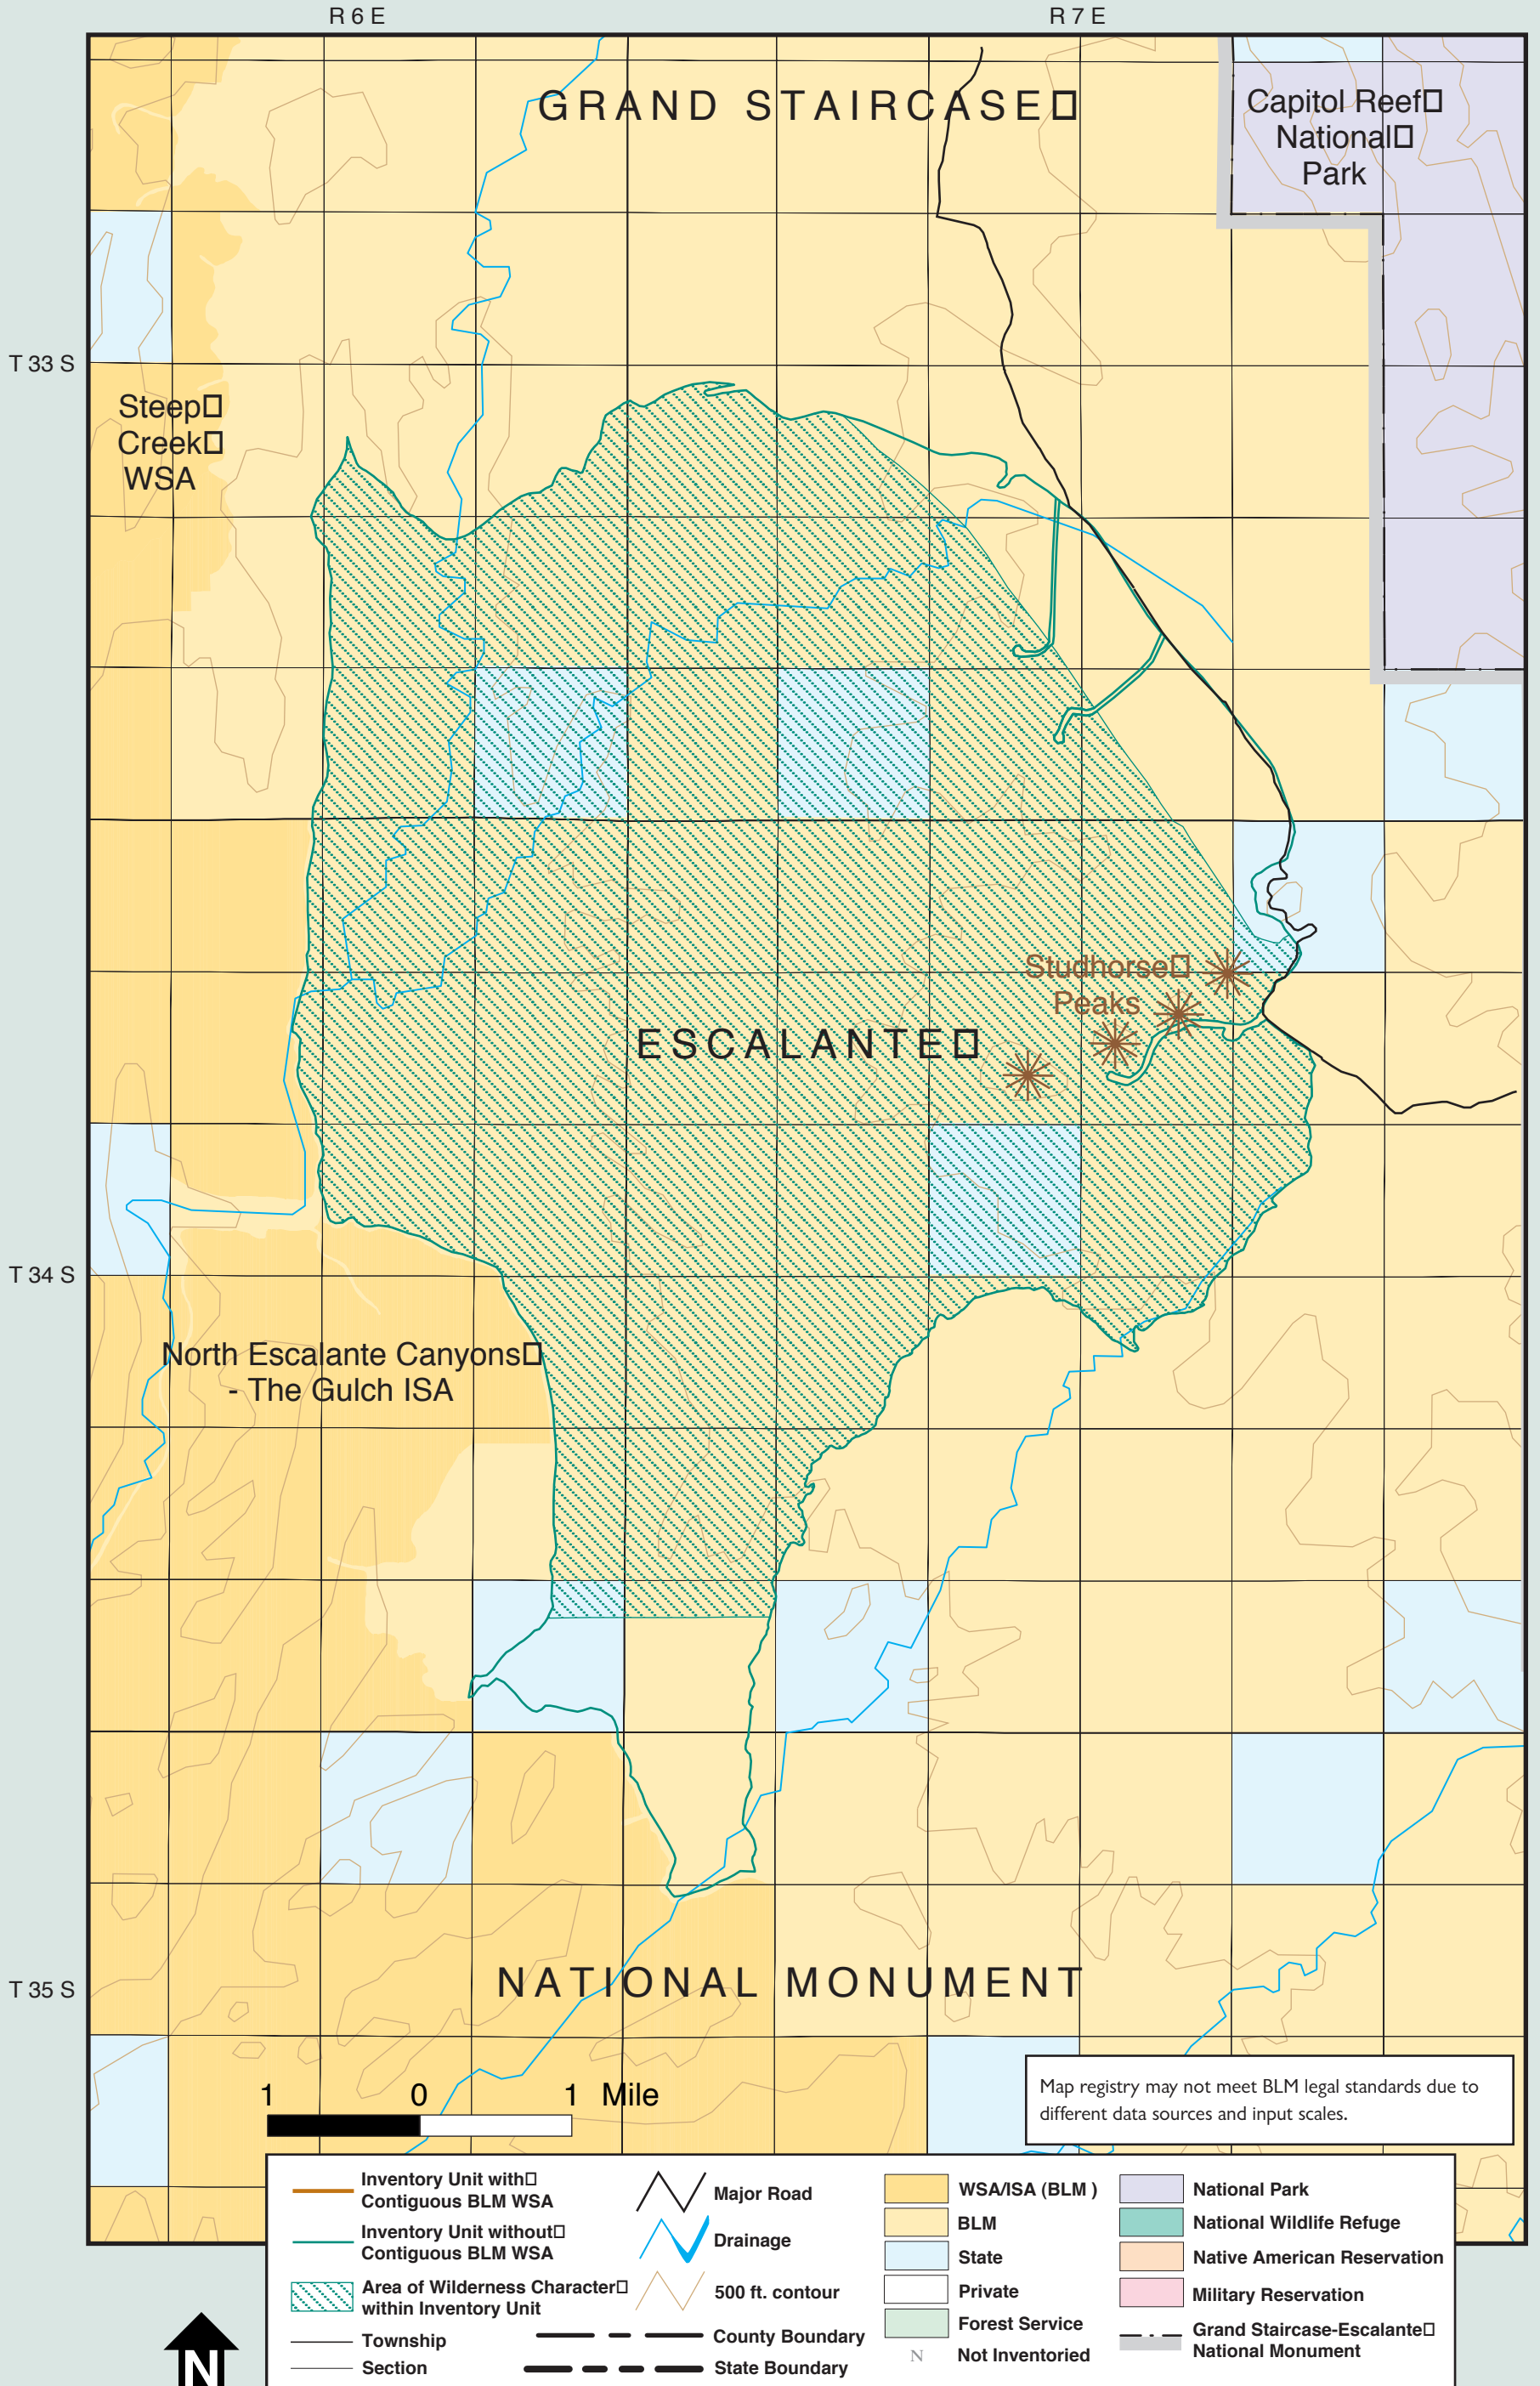 R 6 E
R 7 E
GRAND STAIRCASE
Capitol Reef
National
Park
T 33 S
Steep
Creek
WSA
Studhorse
Peaks
ESCALANTE
T 34 S
North Escalante Canyons
- The Gulch ISA
T 35 S
NATIONAL MONUMENT
1 0 1 Mile
Map registry may not meet BLM legal standards due to
different data sources and input scales.
Inventory Unit with
Contiguous BLM WSA
Inventory Unit without
Contiguous BLM WSA
Area of Wilderness Character
within Inventory Unit
Township
Section
Major Road
Drainage
500 ft. contour
County Boundary
State Boundary
WSA/ISA (BLM )
BLM
State
Private
Forest Service
N Not Inventoried
National Park
National Wildlife Refuge
Native American Reservation
Military Reservation
Grand Staircase-Escalante
National Monument
N